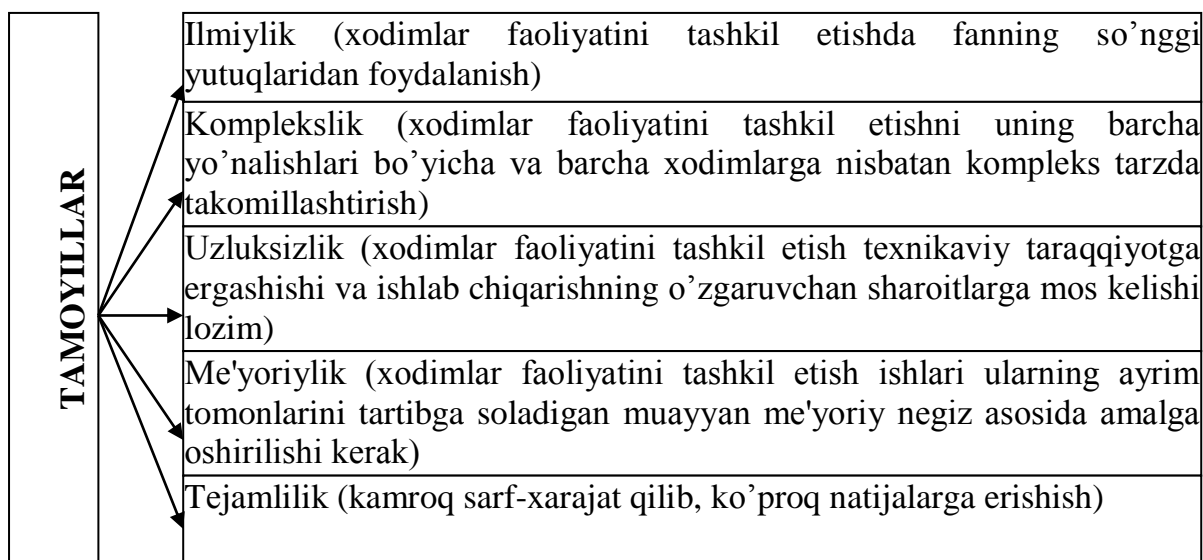 TAMOYILLAR
Ilmiylik (xodimlar faoliyatini tashkil etishda fanning so’nggi
yutuqlaridan foydalanish)
Komplekslik (xodimlar faoliyatini tashkil etishni uning barcha
yo’nalishlari bo’yicha va barcha xodimlarga nisbatan kompleks tarzda
takomillashtirish)
Uzluksizlik (xodimlar faoliyatini tashkil etish texnikaviy taraqqiyotga
ergashishi va ishlab chiqarishning o’zgaruvchan sharoitlarga mos kelishi
lozim)
Me'yoriylik (xodimlar faoliyatini tashkil etish ishlari ularning ayrim
tomonlarini tartibga soladigan muayyan me'yoriy negiz asosida amalga
oshirilishi kerak)
Tejamlilik (kamroq sarf-xarajat qilib, ko’proq natijalarga erishish)